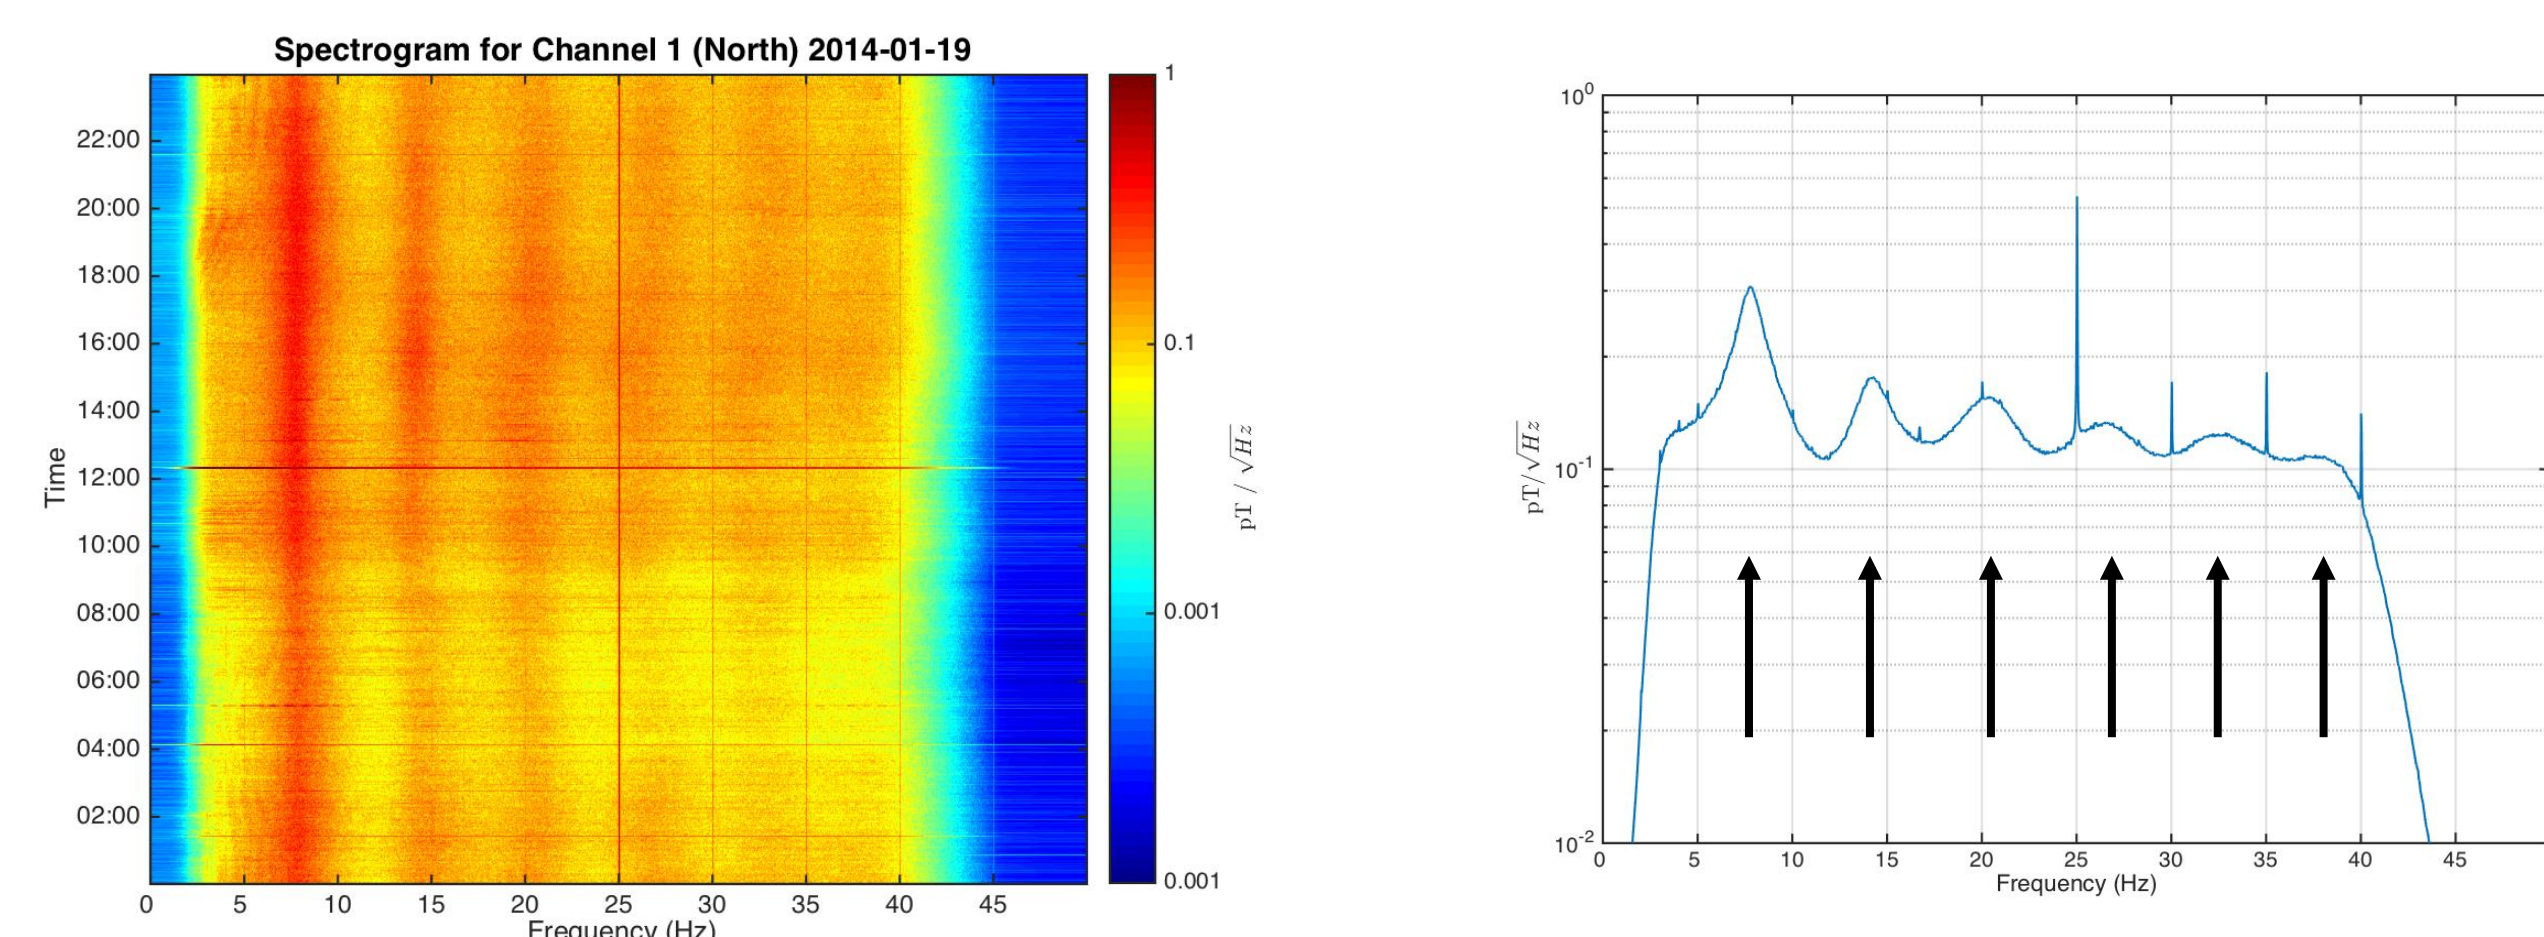 Spectrogram for Channel 1 (North) 2014-01-19
22:00
20:00
18:00
16:00
14:00
12:00
10:00
08:00
06:00
04:00
02:00
Time
0 5 10 15 20 25 30 35 40 45
Frequency (Hz)
1
0.1
0.001
0.001
pT / √Hz
10^0
10^-1
10^-2
pT/√Hz
0 5 10 15 20 25 30 35 40 45
Frequency (Hz)